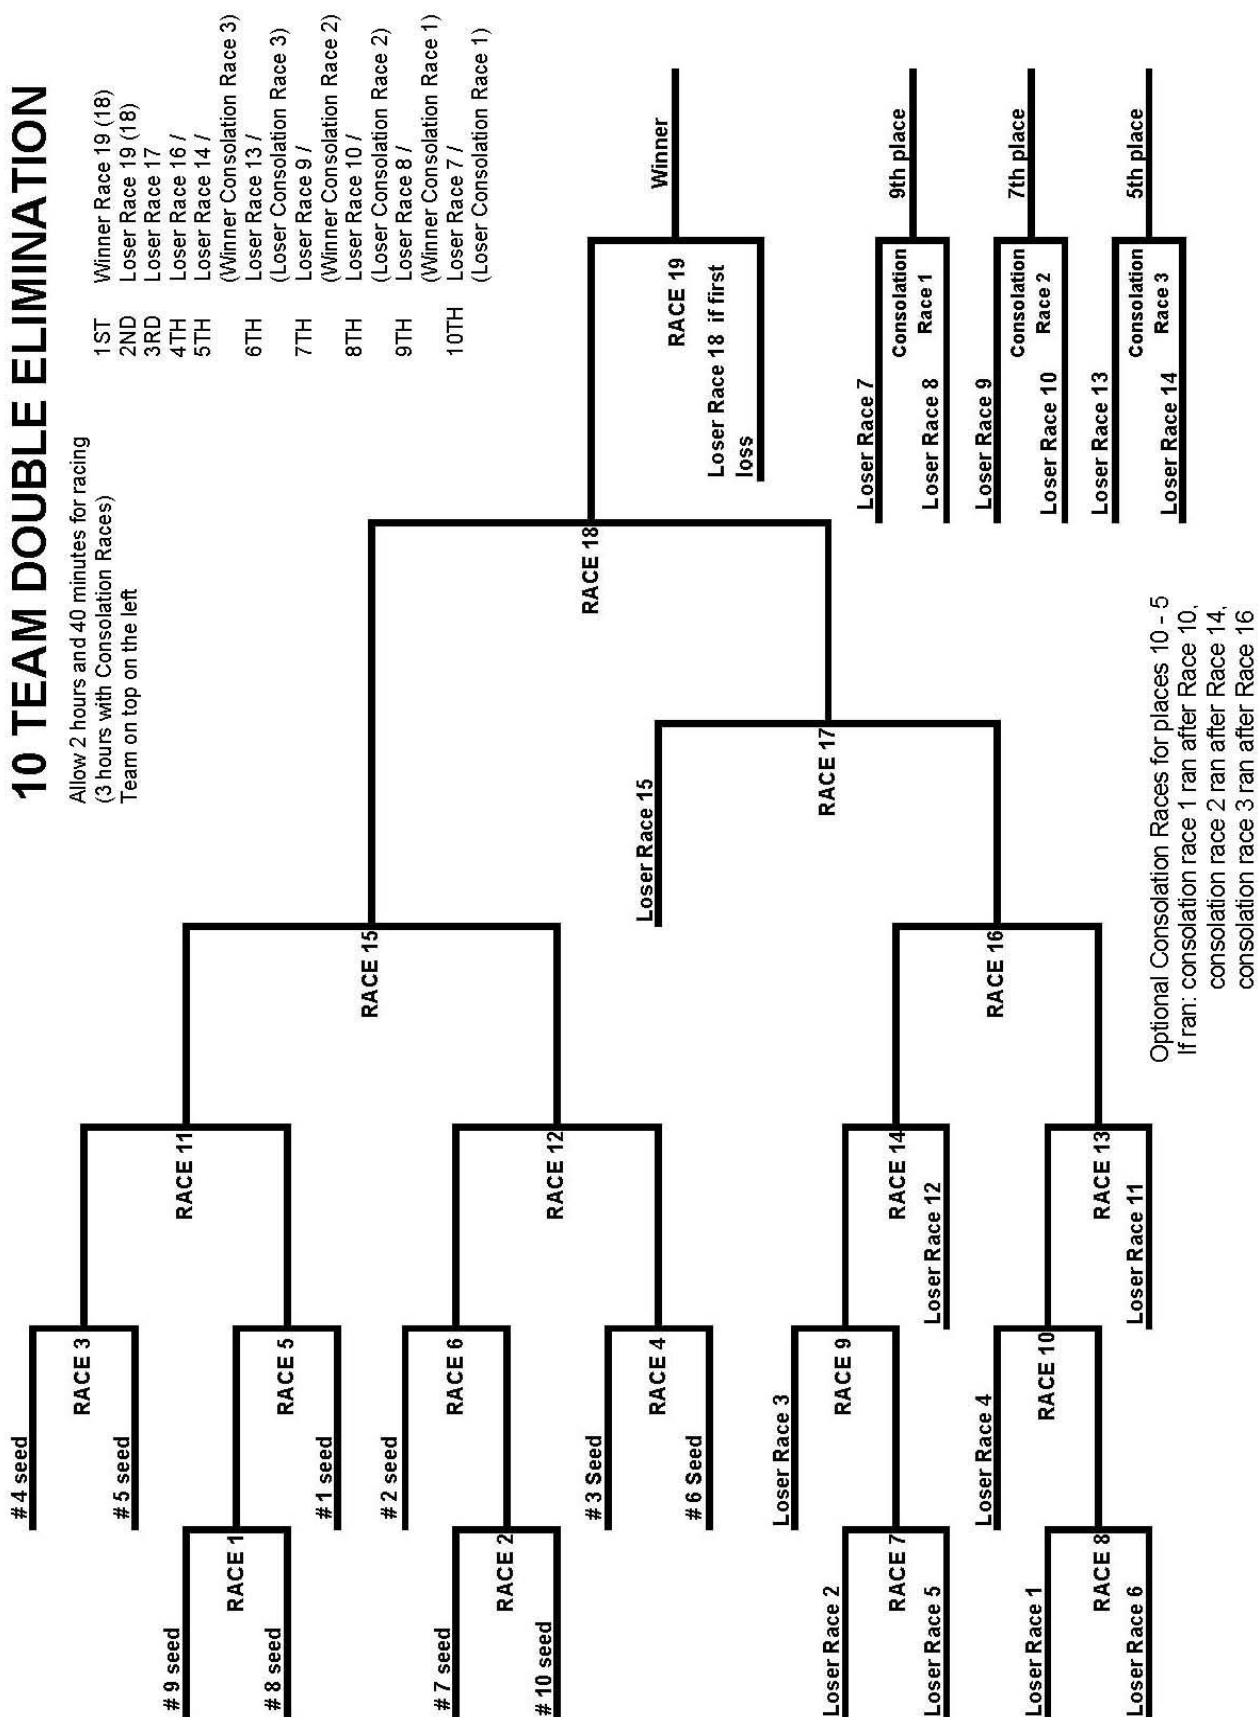 10 TEAM DOUBLE ELIMINATION
Allow 2 hours and 40 minutes for racing
(3 hours with Consolation Races)
Team on top on the left
1ST Winner Race 19 (18)
2ND Loser Race 19 (18)
3RD Loser Race 17
4TH Loser Race 16 /
5TH Loser Race 14 /
(Winner Consolation Race 3)
6TH Loser Race 13 /
(Loser Consolation Race 3)
7TH Loser Race 9 /
(Winner Consolation Race 2)
8TH Loser Race 10 /
(Loser Consolation Race 2)
9TH Loser Race 8 /
(Winner Consolation Race 1)
10TH Loser Race 7 /
(Loser Consolation Race 1)
# 4 seed
RACE 3
# 5 seed
RACE 11
# 9 seed
RACE 1
# 8 seed
RACE 5
# 1 seed
RACE 15
# 2 seed
RACE 6
# 7 seed
RACE 2
# 10 seed
RACE 12
# 3 Seed
RACE 4
# 6 Seed
RACE 18
Winner
RACE 19
Loser Race 18 if first
loss
Loser Race 15
RACE 17
Loser Race 3
RACE 9
Loser Race 2
RACE 7
Loser Race 5
RACE 14
Loser Race 12
RACE 16
Loser Race 4
RACE 10
Loser Race 1
RACE 8
Loser Race 6
RACE 13
Loser Race 11
Loser Race 7
Consolation
Race 1
Loser Race 8
9th place
Loser Race 9
Consolation
Race 2
Loser Race 10
7th place
Loser Race 13
Consolation
Race 3
Loser Race 14
5th place
Optional Consolation Races for places 10 - 5
If ran: consolation race 1 ran after Race 10,
consolation race 2 ran after Race 14,
consolation race 3 ran after Race 16